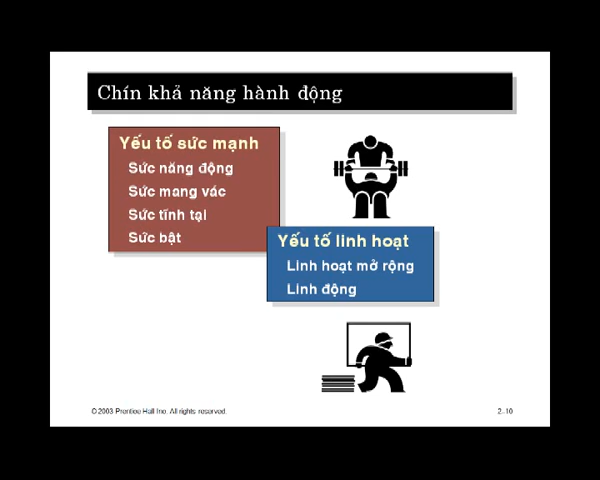 Chín khả năng hành động
Yếu tố sức mạnh
Sức năng động
Sức mang vác
Sức tĩnh tại
Sức bật
Yếu tố linh hoạt
Linh hoạt mở rộng
Linh động
© 2003 Prentice Hall Inc. All rights reserved.
2–10